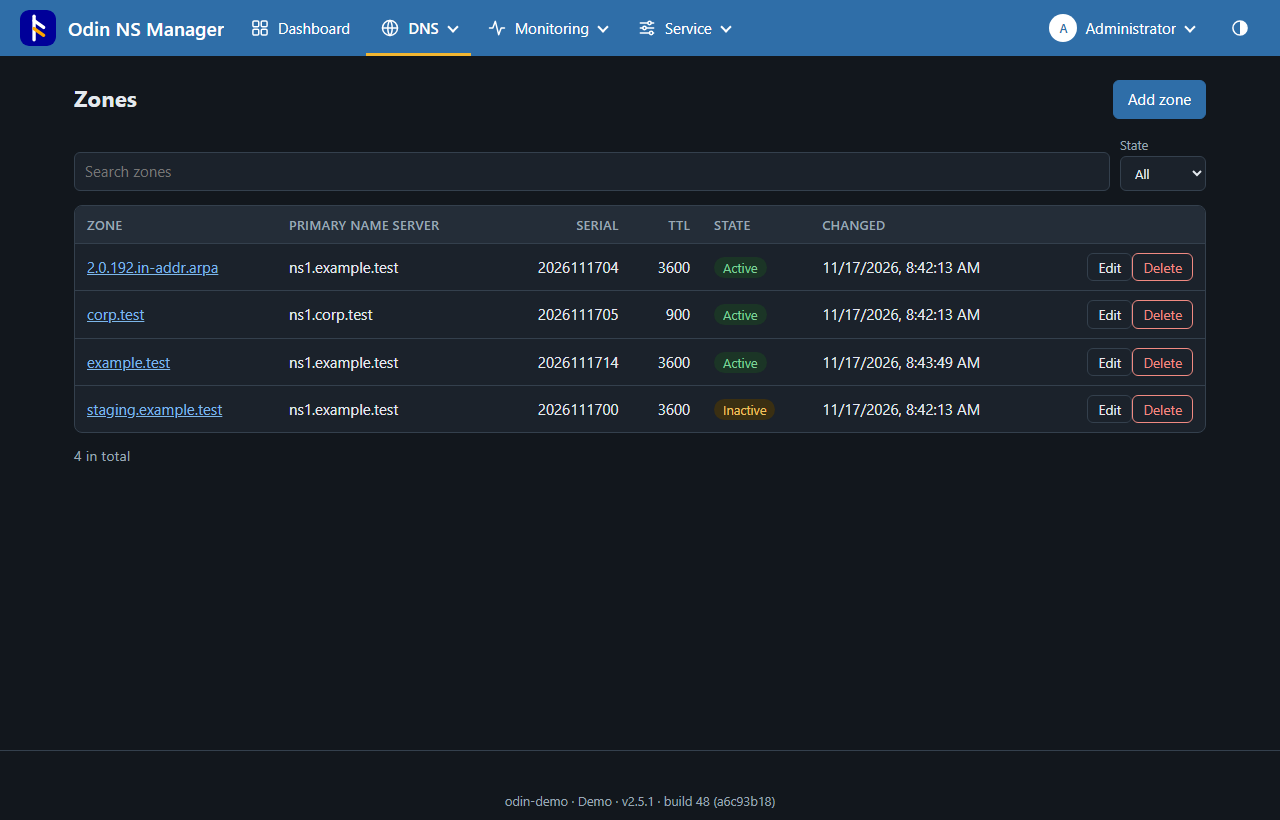 Odin NS Manager Dashboard DNS Monitoring Service A Administrator
Zones Add zone
State
Search zones All
ZONE PRIMARY NAME SERVER SERIAL TTL STATE CHANGED
2.0.192.in-addr.arpa ns1.example.test 2026111704 3600 Active 11/17/2026, 8:42:13 AM Edit Delete
corp.test ns1.corp.test 2026111705 900 Active 11/17/2026, 8:42:13 AM Edit Delete
example.test ns1.example.test 2026111714 3600 Active 11/17/2026, 8:43:49 AM Edit Delete
staging.example.test ns1.example.test 2026111700 3600 Inactive 11/17/2026, 8:42:13 AM Edit Delete
4 in total
odin-demo · Demo · v2.5.1 · build 48 (a6c93b18)